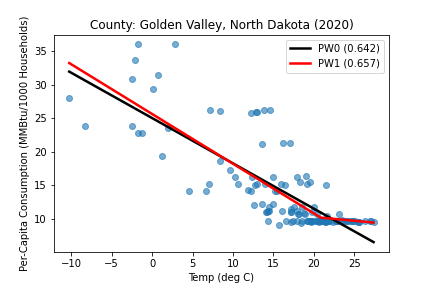 County: Golden Valley, North Dakota (2020)
Per-Capita Consumption (MMBtu/1000 Households)
35
30
25
20
15
10
PW0 (0.642)
PW1 (0.657)
−10 −5 0 5 10 15 20 25
Temp (deg C)